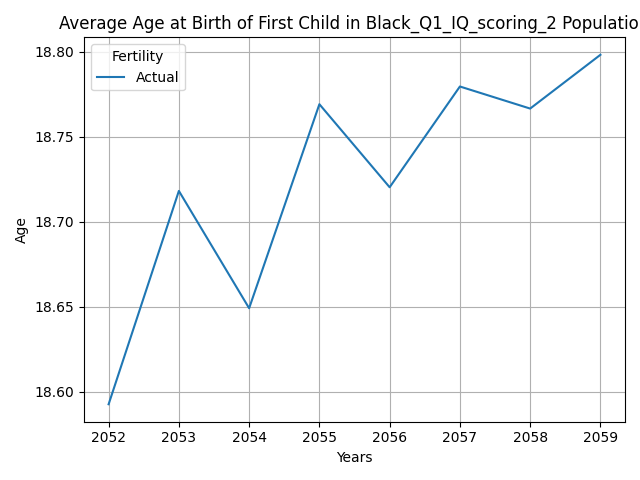 Average Age at Birth of First Child in Black_Q1_IQ_scoring_2 Populatio
Fertility
Actual
18.80
18.75
18.70
18.65
18.60
Age
2052 2053 2054 2055 2056 2057 2058 2059
Years